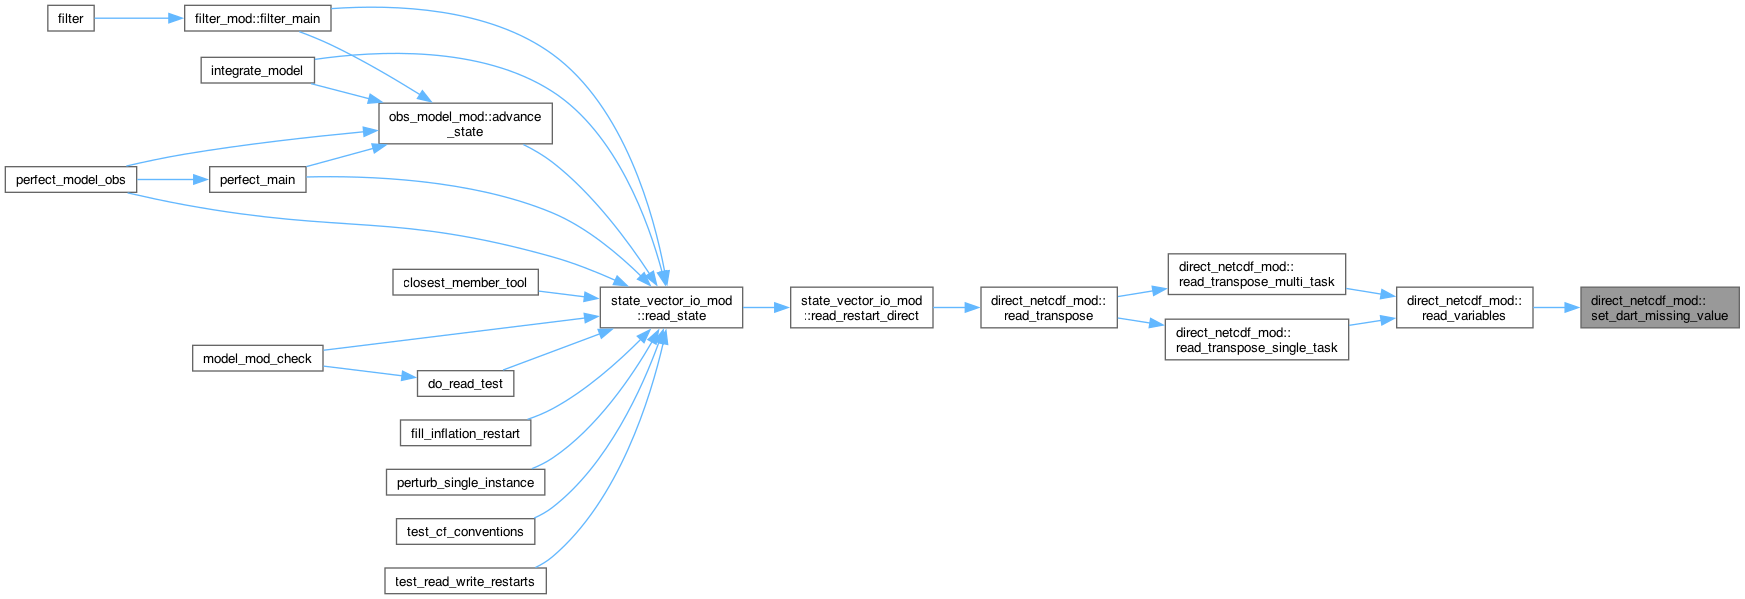 filter
filter_mod::filter_main
integrate_model
obs_model_mod::advance
_state
perfect_model_obs
perfect_main
closest_member_tool
state_vector_io_mod
::read_state
state_vector_io_mod
::read_restart_direct
direct_netcdf_mod::
read_transpose
direct_netcdf_mod::
read_transpose_multi_task
direct_netcdf_mod::
read_transpose_single_task
direct_netcdf_mod::
read_variables
direct_netcdf_mod::
set_dart_missing_value
model_mod_check
do_read_test
fill_inflation_restart
perturb_single_instance
test_cf_conventions
test_read_write_restarts